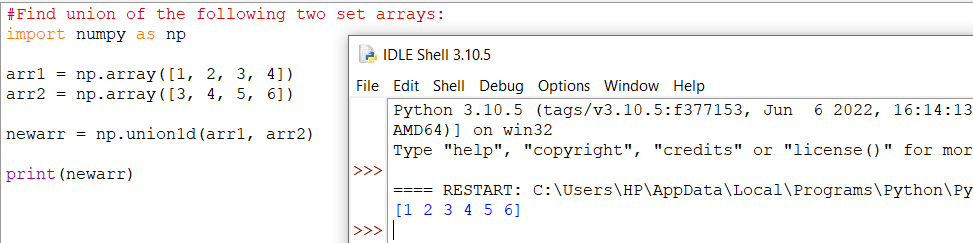 #Find union of the following two set arrays:
import numpy as np
arr1 = np.array([1, 2, 3, 4])
arr2 = np.array([3, 4, 5, 6])
newarr = np.union1d(arr1, arr2)
print(newarr)
IDLE Shell 3.10.5
File Edit Shell Debug Options Window Help
Python 3.10.5 (tags/v3.10.5:f377153, Jun  6 2022, 16:14:13
AMD64)] on win32
Type "help", "copyright", "credits" or "license()" for mor
>>>
==== RESTART: C:\Users\HP\AppData\Local\Programs\Python\Py
[1 2 3 4 5 6]
>>>